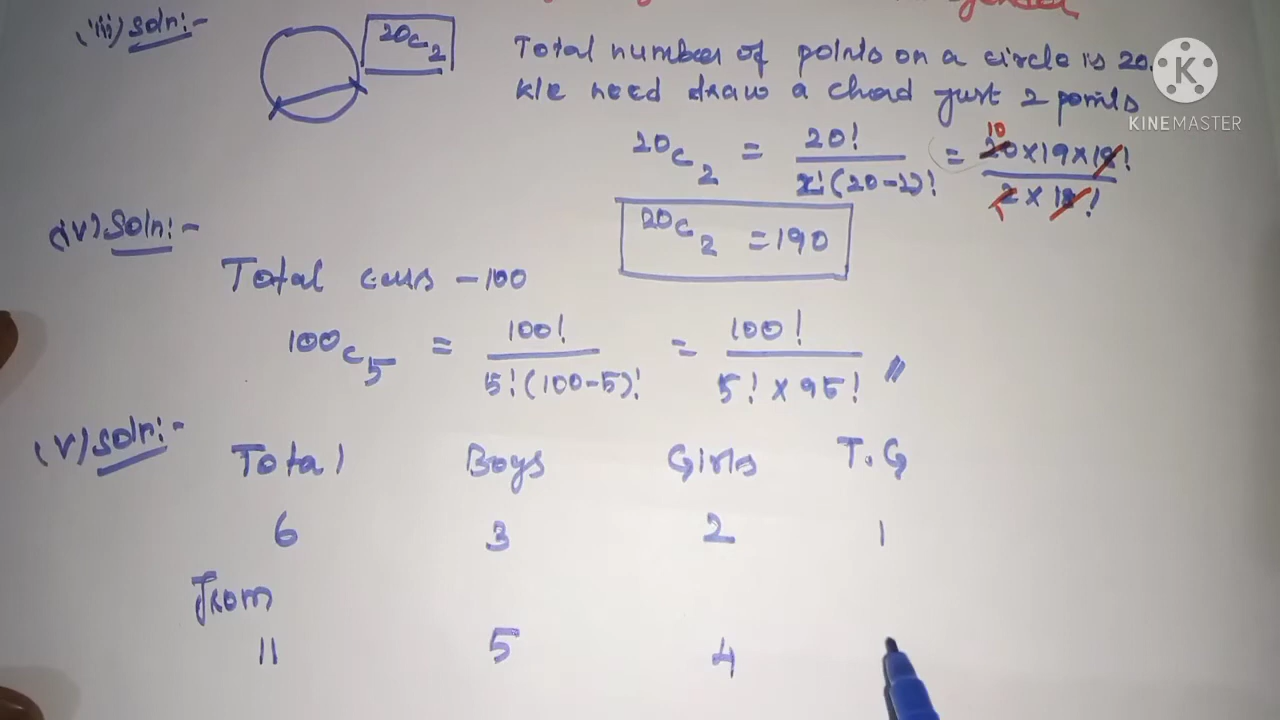 (iii) Soln:-
20C2
Total number of points on a circle is 20.
We need draw a chord just 2 points
20C2 = 20! / 2!(20-2)! = 20×19×18! / 2×18!
10
1
20C2 = 190
(iv) Soln:-
Total cars - 100
100C5 = 100! / 5!(100-5)! = 100! / 5! × 95! //
(v) Soln:-
Total Boys Girls T.G
6 3 2 1
From
11 5 4
K
KINEMASTER